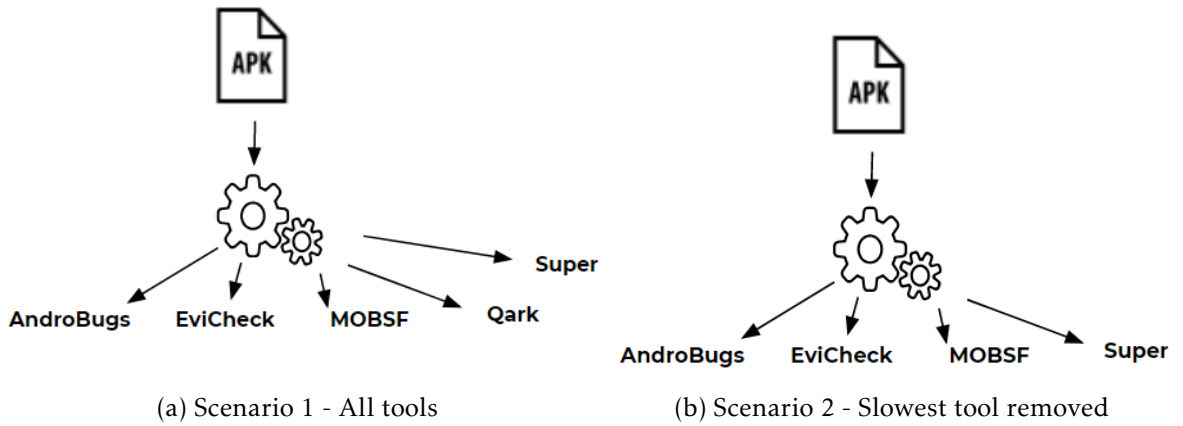 APK
Super
Qark
AndroBugs EviCheck MOBSF
(a) Scenario 1 - All tools
APK
AndroBugs EviCheck MOBSF Super
(b) Scenario 2 - Slowest tool removed